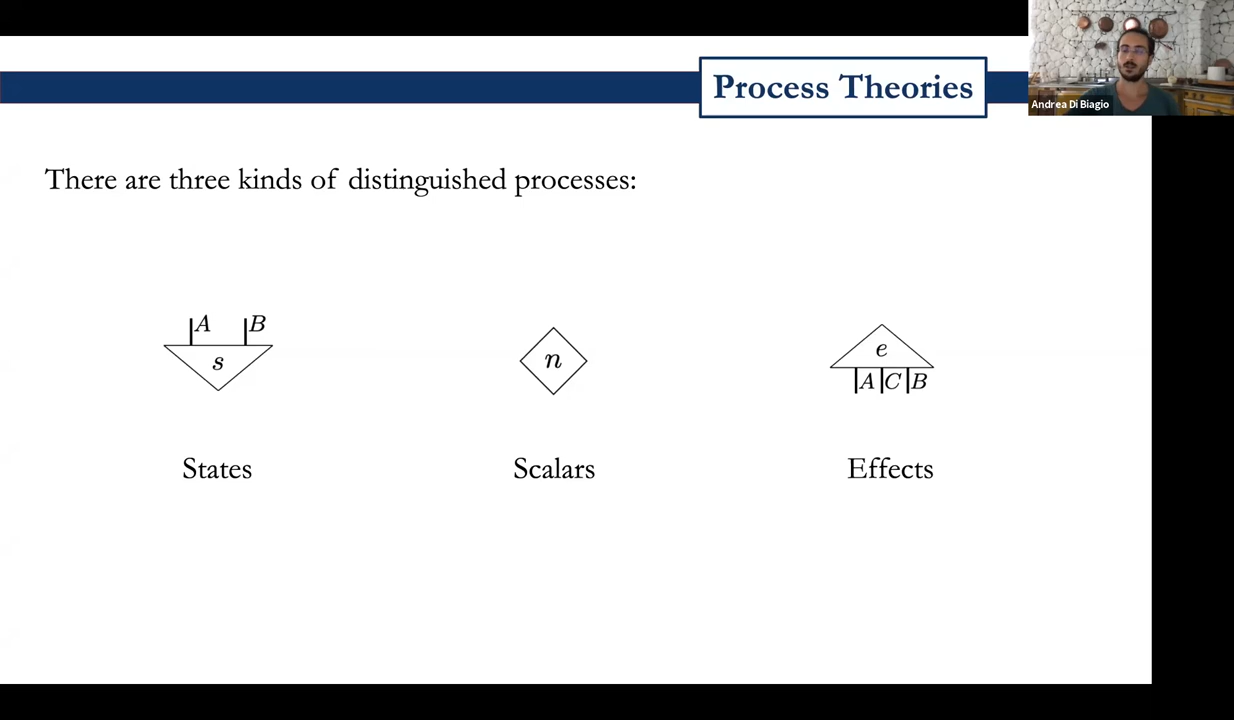 Process Theories
Andrea Di Biagio
There are three kinds of distinguished processes:
A B
s
n
e
A C B
States
Scalars
Effects